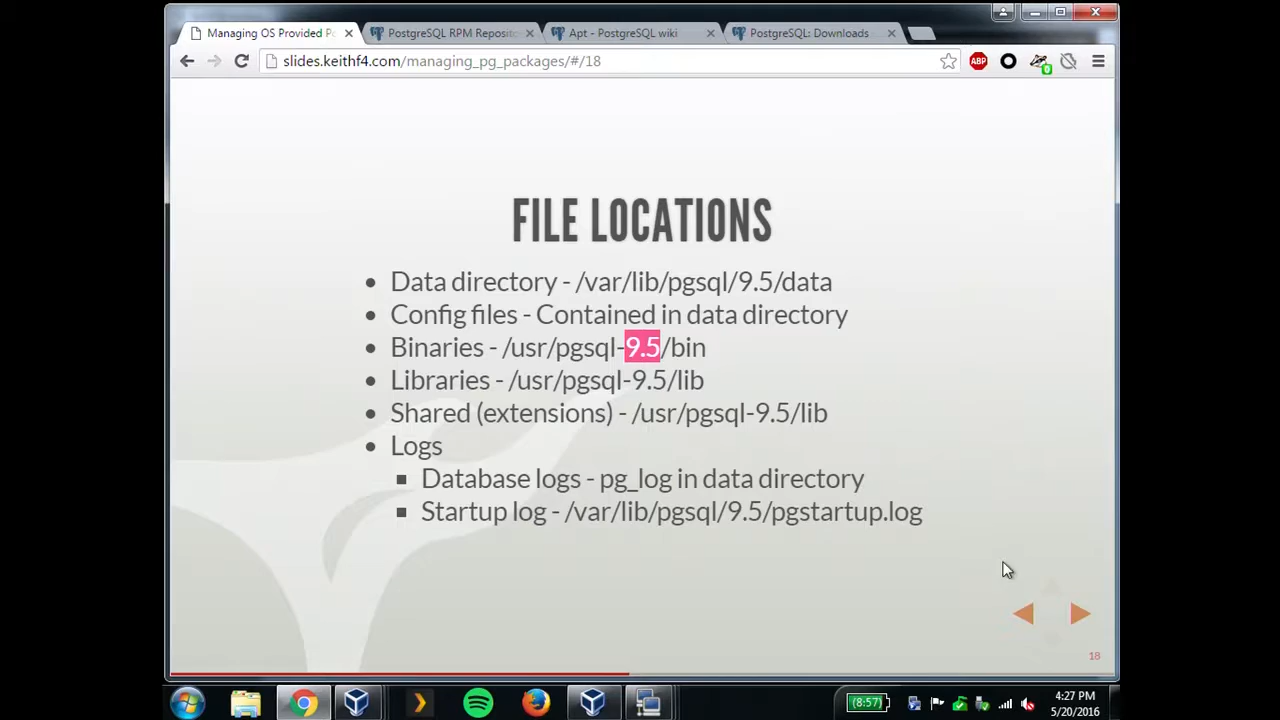 Managing OS Provided P
PostgreSQL RPM Reposito
Apt - PostgreSQL wiki
PostgreSQL: Downloads
slides.keithf4.com/managing_pg_packages/#/18
ABP
FILE LOCATIONS
• Data directory - /var/lib/pgsql/9.5/data
• Config files - Contained in data directory
• Binaries - /usr/pgsql-9.5/bin
• Libraries - /usr/pgsql-9.5/lib
• Shared (extensions) - /usr/pgsql-9.5/lib
• Logs
▪ Database logs - pg_log in data directory
▪ Startup log - /var/lib/pgsql/9.5/pgstartup.log
18
(8:57)
4:27 PM
5/20/2016